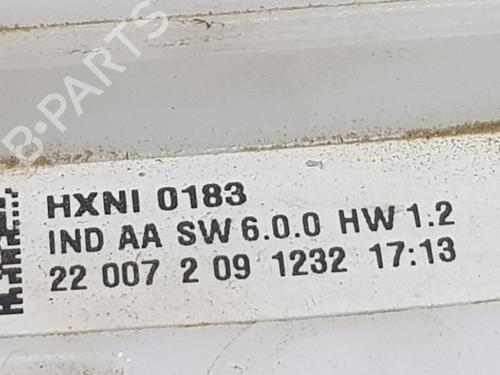 B-PARTS
HXNI 0183
IND AA SW 6.0.0 HW 1.2
22 007 2 09 1232 17:13